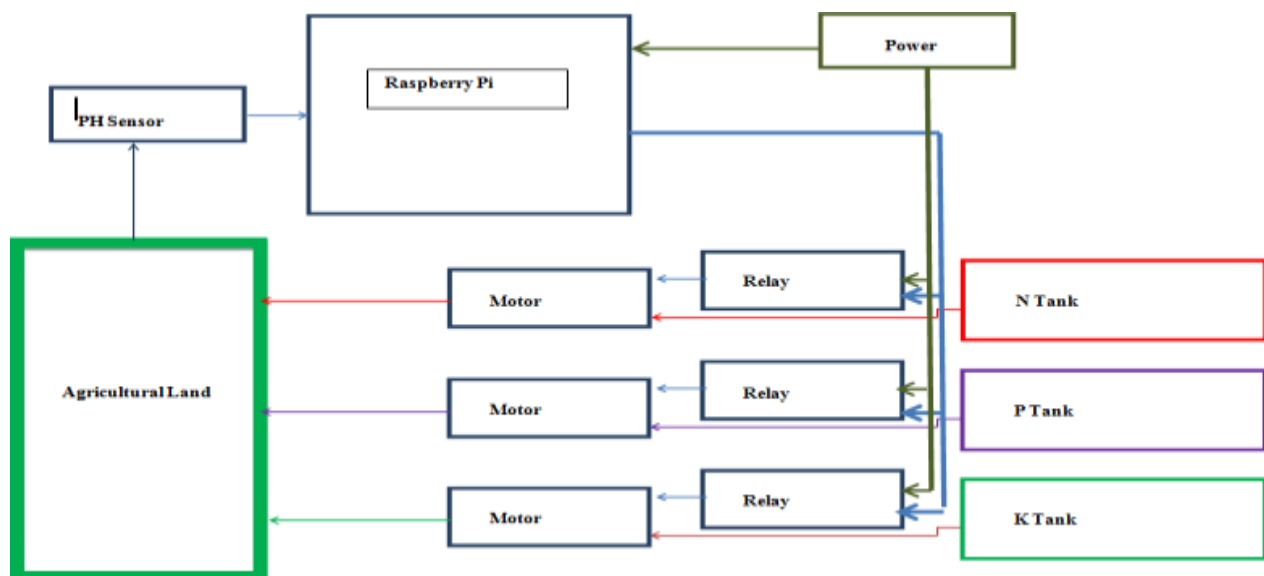 Power
Raspberry Pi
PH Sensor
Relay
Motor
N Tank
Agricultural Land
Relay
Motor
P Tank
Relay
Motor
K Tank